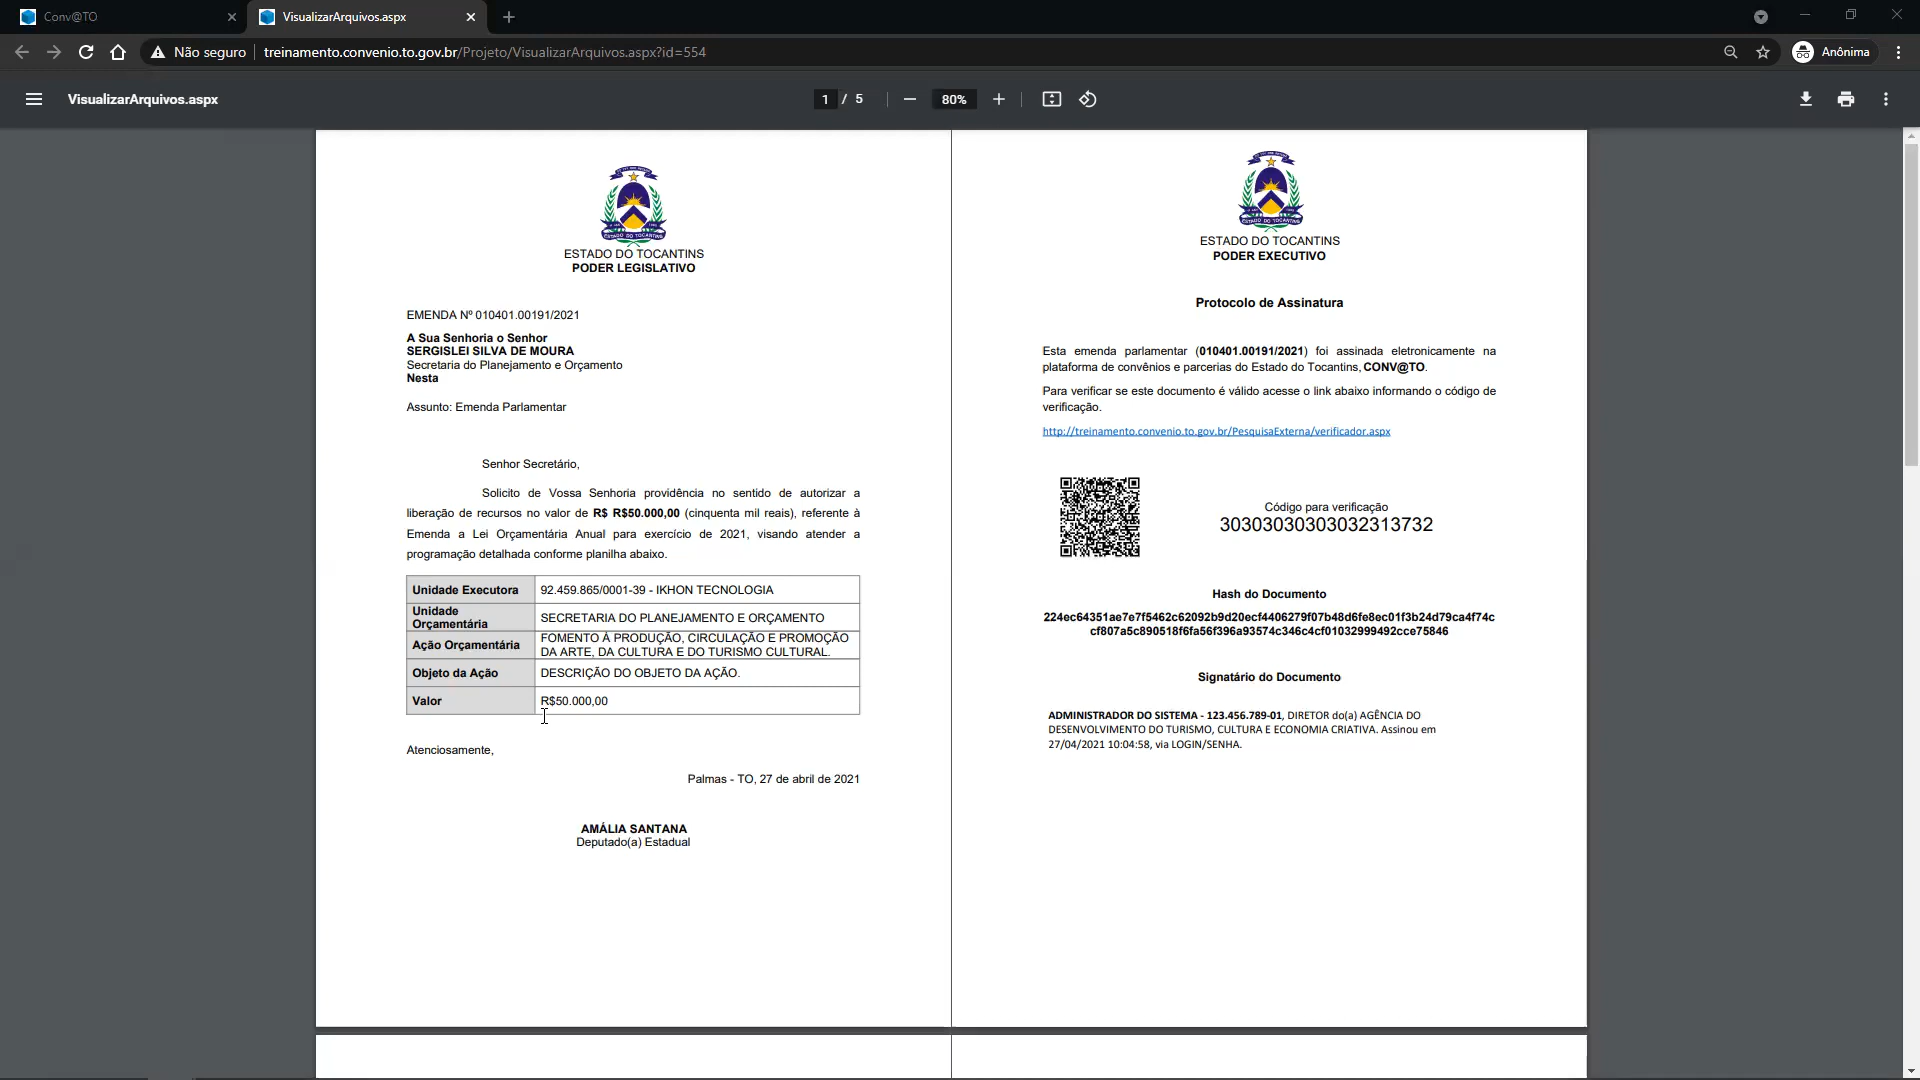 Conv@TO
VisualizarArquivos.aspx
Não seguro
treinamento.convenio.to.gov.br/Projeto/VisualizarArquivos.aspx?id=554
Anônima
VisualizarArquivos.aspx
1 / 5
80%
ESTADO DO TOCANTINS
ESTADO DO TOCANTINS
PODER LEGISLATIVO
EMENDA Nº 010401.00191/2021
A Sua Senhoria o Senhor
SERGISLEI SILVA DE MOURA
Secretaria do Planejamento e Orçamento
Nesta
Assunto: Emenda Parlamentar
Senhor Secretário,
Solicito de Vossa Senhoria providência no sentido de autorizar a
liberação de recursos no valor de R$ R$50.000,00 (cinquenta mil reais), referente à
Emenda a Lei Orçamentária Anual para exercício de 2021, visando atender a
programação detalhada conforme planilha abaixo.
Unidade Executora 92.459.865/0001-39 - IKHON TECNOLOGIA
Unidade
Orçamentária SECRETARIA DO PLANEJAMENTO E ORÇAMENTO
Ação Orçamentária FOMENTO À PRODUÇÃO, CIRCULAÇÃO E PROMOÇÃO
DA ARTE, DA CULTURA E DO TURISMO CULTURAL.
Objeto da Ação DESCRIÇÃO DO OBJETO DA AÇÃO.
Valor R$50.000,00
Atenciosamente,
Palmas - TO, 27 de abril de 2021
AMÁLIA SANTANA
Deputado(a) Estadual
ESTADO DO TOCANTINS
ESTADO DO TOCANTINS
PODER EXECUTIVO
Protocolo de Assinatura
Esta emenda parlamentar (010401.00191/2021) foi assinada eletronicamente na
plataforma de convênios e parcerias do Estado do Tocantins, CONV@TO.
Para verificar se este documento é válido acesse o link abaixo informando o código de
verificação.
http://treinamento.convenio.to.gov.br/PesquisaExterna/verificador.aspx
Código para verificação
30303030303032313732
Hash do Documento
224ec64351ae7e7f5462c62092b9d20ecf4406279f07b48d6fe8ec01f3b24d79ca4f74c
cf807a5c890518f6fa56f396a93574c346c4cf01032999492cce75846
Signatário do Documento
ADMINISTRADOR DO SISTEMA - 123.456.789-01, DIRETOR do(a) AGÊNCIA DO
DESENVOLVIMENTO DO TURISMO, CULTURA E ECONOMIA CRIATIVA. Assinou em
27/04/2021 10:04:58, via LOGIN/SENHA.